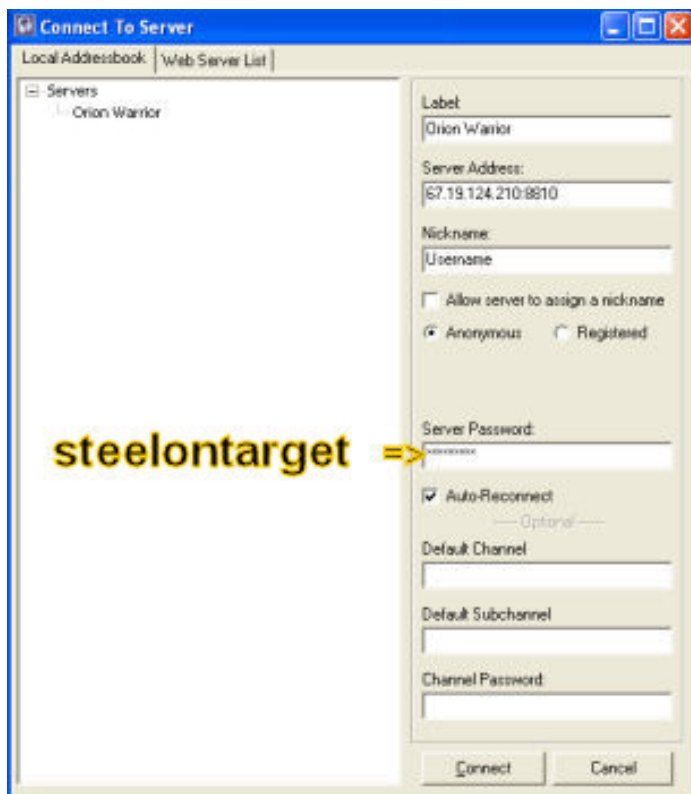 Connect To Server
Local Addressbook Web Server List
Servers
Orion Warrior
Label:
Orion Warrior
Server Address:
67.19.124.210:8810
Nickname:
Username
Allow server to assign a nickname
Anonymous Registered
Server Password:
steelontarget => **********
Auto-Reconnect
Optional
Default Channel
Default Subchannel
Channel Password
Connect Cancel